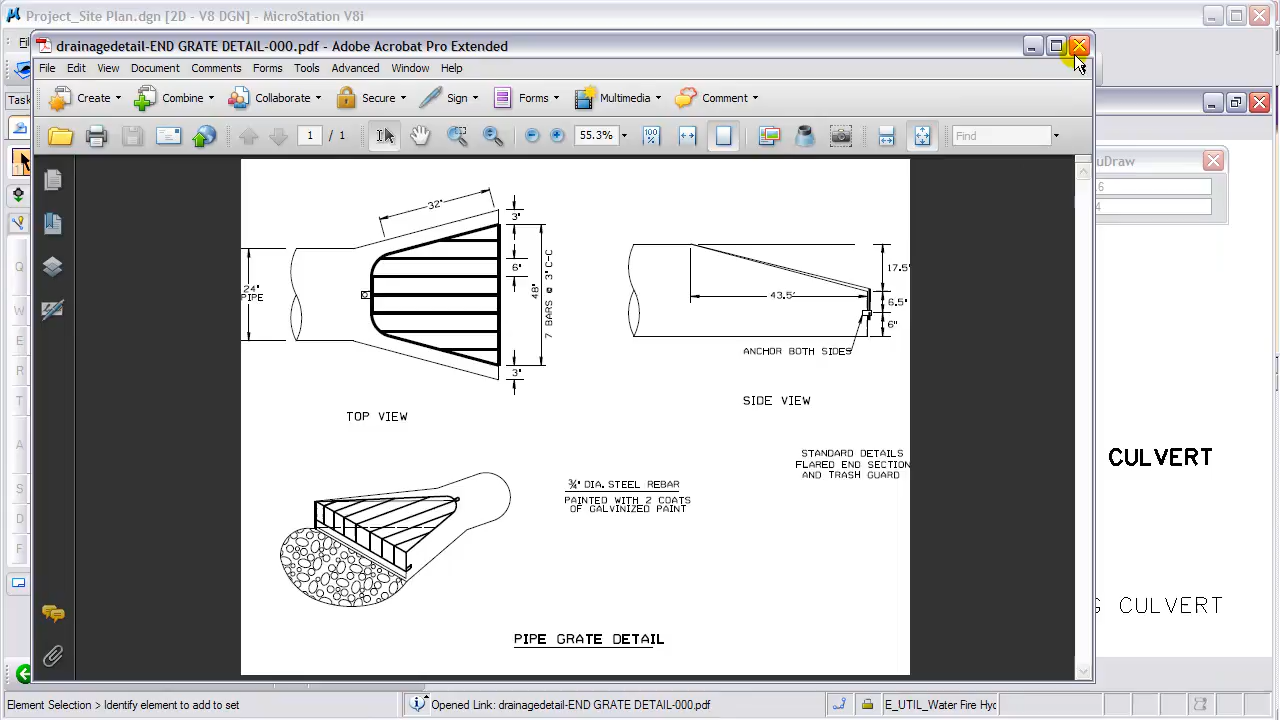 Project_Site Plan.dgn [2D - V8 DGN] - MicroStation V8i
drainagedetail-END GRATE DETAIL-000.pdf - Adobe Acrobat Pro Extended
File Edit View Document Comments Forms Tools Advanced Window Help
Create Combine Collaborate Secure Sign Forms Multimedia Comment
1 / 1 55.3% Find
Task
Q
W
E
R
T
A
S
D
F
32"
3"
6"
48"
7 BARS @ 3" C-C
24"
PIPE
3"
TOP VIEW
17.5"
43.5'
6.5"
6"
ANCHOR BOTH SIDES
SIDE VIEW
STANDARD DETAILS
FLARED END SECTION
AND TRASH GUARD
¾" DIA. STEEL REBAR
PAINTED WITH 2 COATS
OF GALVINIZED PAINT
PIPE GRATE DETAIL
uDraw
6
4
CULVERT
G CULVERT
Element Selection > Identify element to add to set
Opened Link: drainagedetail-END GRATE DETAIL-000.pdf
E_UTIL_Water Fire Hyd